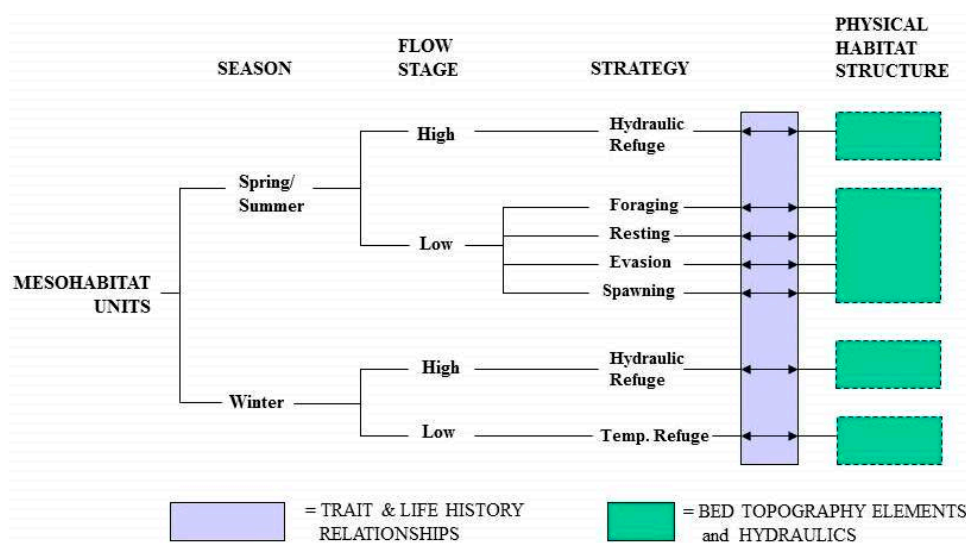 SEASON
FLOW
STAGE
STRATEGY
PHYSICAL
HABITAT
STRUCTURE
High
Hydraulic
Refuge
Spring/
Summer
Foraging
Resting
Low
Evasion
Spawning
MESOHABITAT
UNITS
High
Hydraulic
Refuge
Winter
Low
Temp. Refuge
= TRAIT & LIFE HISTORY
RELATIONSHIPS
= BED TOPOGRAPHY ELEMENTS
and HYDRAULICS